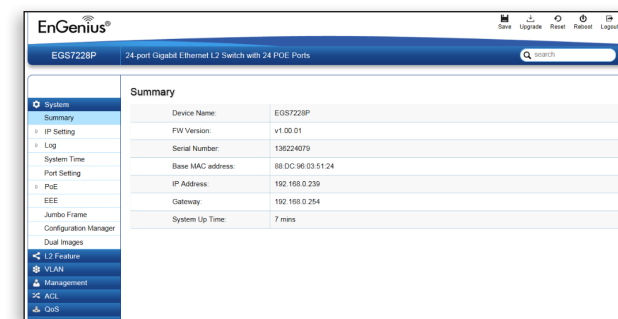 EnGenius®
Save Upgrade Reset Reboot Logout
EGS7228P
24-port Gigabit Ethernet L2 Switch with 24 POE Ports
search
Summary
System
Summary
IP Setting
Log
System Time
Port Setting
PoE
EEE
Jumbo Frame
Configuration Manager
Dual Images
L2 Feature
VLAN
Management
ACL
QoS
Device Name: EGS7228P
FW Version: v1.00.01
Serial Number: 136224079
Base MAC address: 88:DC:96:03:51:24
IP Address: 192.168.0.239
Gateway: 192.168.0.254
System Up Time: 7 mins